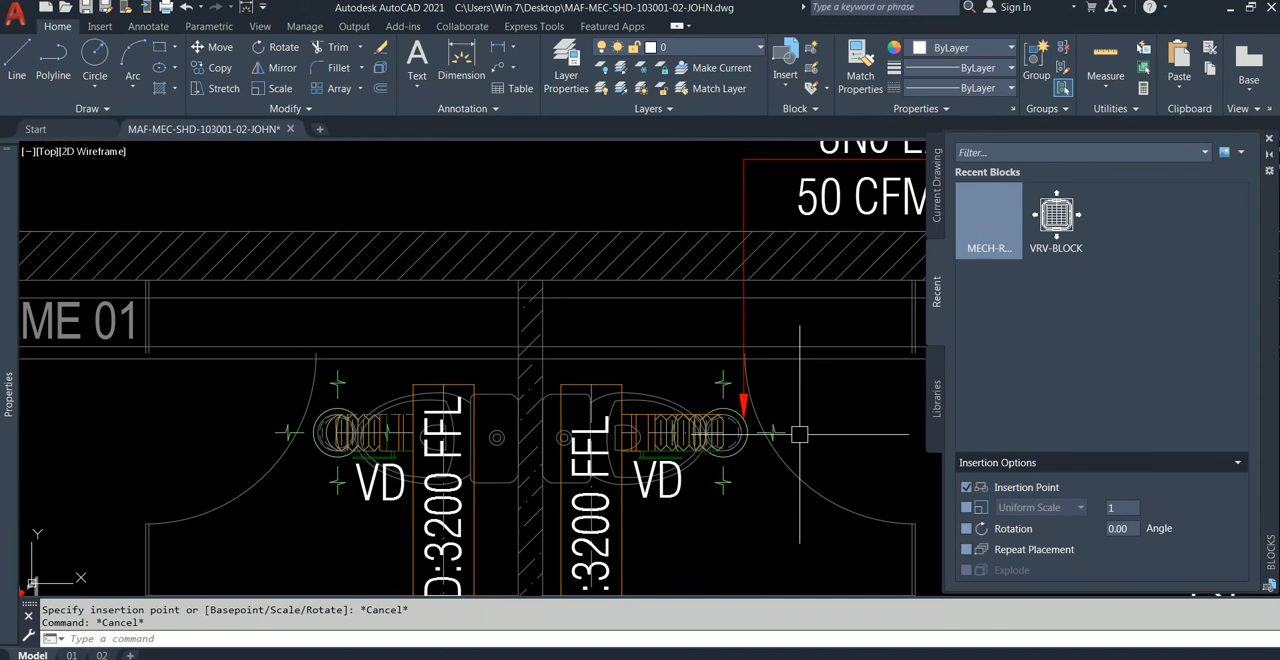 Autodesk AutoCAD 2021 C:\Users\Win 7\Desktop\MAF-MEC-SHD-103001-02-JOHN.dwg
Type a keyword or phrase
Sign In
Home Insert Annotate Parametric View Manage Output Add-ins Collaborate Express Tools Featured Apps
Line Polyline Circle Arc
Move Rotate Trim
Copy Mirror Fillet
Stretch Scale Array
Text Dimension Table
Layer Properties
0
Make Current
Match Layer
Insert
Match Properties
ByLayer
ByLayer
ByLayer
Group
Measure
Paste
Base
Draw Modify Annotation Layers Block Properties Groups Utilities Clipboard View
Start MAF-MEC-SHD-103001-02-JOHN*
[−][Top][2D Wireframe]
50 CFM
ME 01
VD
VD
D:3200 FFL
:3200 FFL
Y
X
Properties
Current Drawing
Recent
Libraries
Filter...
Recent Blocks
MECH-R... VRV-BLOCK
Insertion Options
Insertion Point
Uniform Scale 1
Rotation 0.00 Angle
Repeat Placement
Explode
BLOCKS
Specify insertion point or [Basepoint/Scale/Rotate]: *Cancel*
Command: *Cancel*
Type a command
Model 01 02